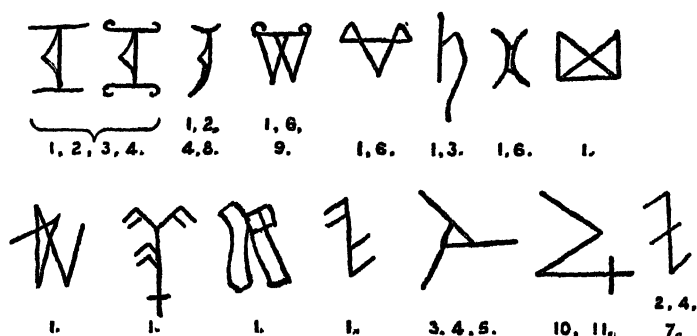 1, 2, 1, 6,
1, 2, 3, 4. 4, 8. 9. 1, 6. 1, 3. 1, 6. 1.
2, 4,
1. 1. 1. 1. 3, 4, 5. 10, 11. 7.